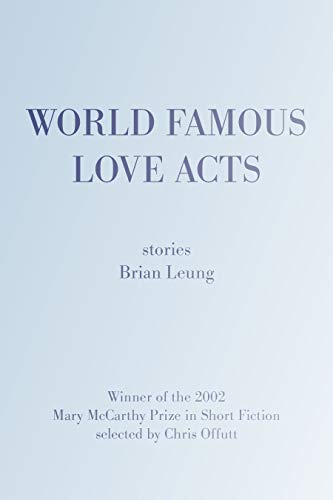 WORLD FAMOUS
LOVE ACTS
stories
Brian Leung
Winner of the 2002
Mary McCarthy Prize in Short Fiction
selected by Chris Offutt